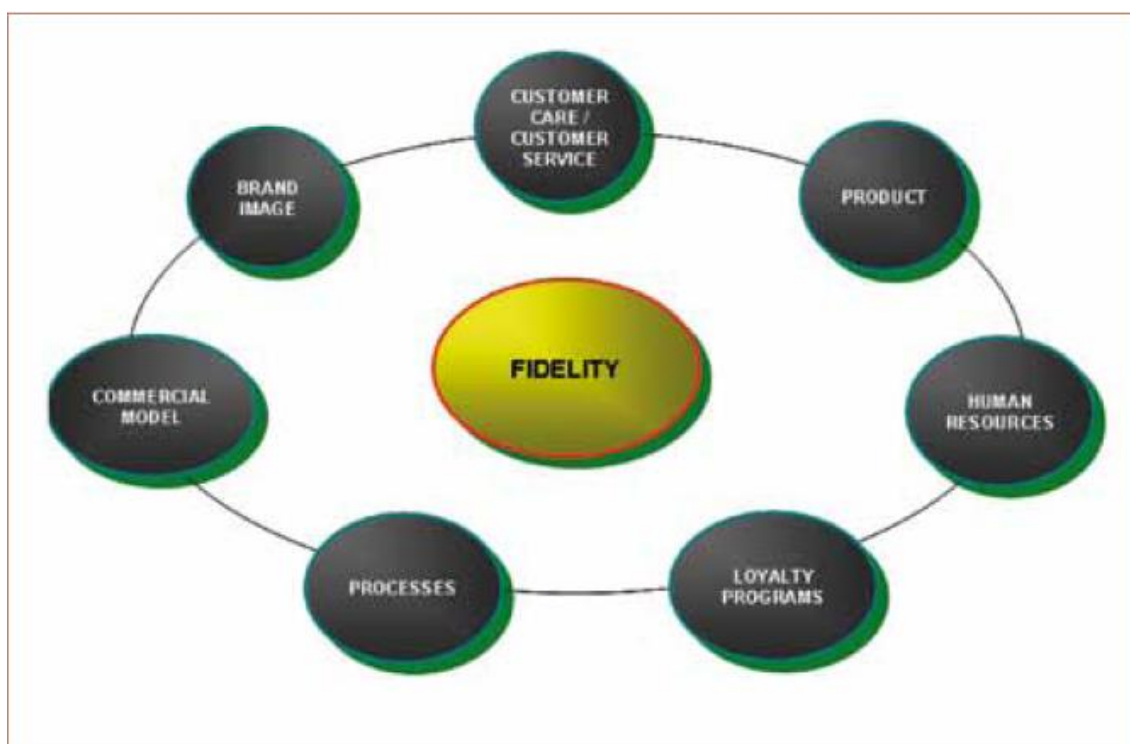 CUSTOMER
CARE /
CUSTOMER
SERVICE
PRODUCT
HUMAN
RESOURCES
LOYALTY
PROGRAMS
PROCESSES
COMMERCIAL
MODEL
BRAND
IMAGE
FIDELITY